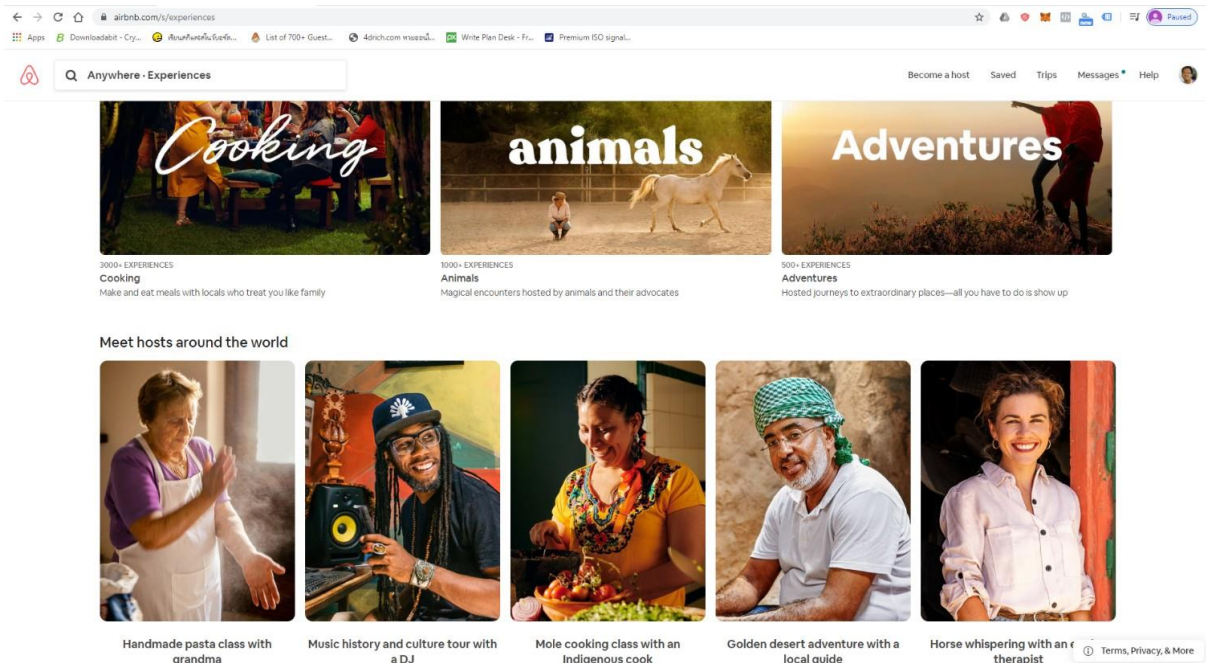 airbnb.com/s/experiences
Paused
Apps
Downloadabit - Cry...
List of 700+ Guest...
Write Plan Desk - Fr...
Premium ISO signal...
Anywhere · Experiences
Become a host
Saved
Trips
Messages
Help
Cooking
animals
Adventures
3000+ EXPERIENCES
Cooking
Make and eat meals with locals who treat you like family
1000+ EXPERIENCES
Animals
Magical encounters hosted by animals and their advocates
500+ EXPERIENCES
Adventures
Hosted journeys to extraordinary places—all you have to do is show up
Meet hosts around the world
Handmade pasta class with
grandma
Music history and culture tour with
a DJ
Mole cooking class with an
Indigenous cook
Golden desert adventure with a
local guide
Horse whispering with an
therapist
Terms, Privacy, & More